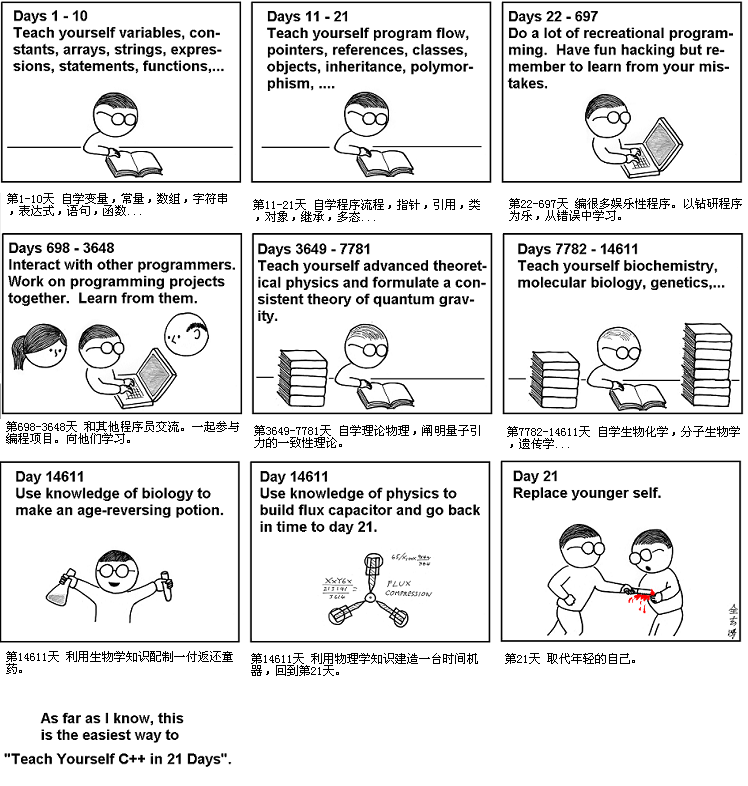 Days 1 - 10
Teach yourself variables, con-
stants, arrays, strings, expres-
sions, statements, functions,...
第1-10天 自学变量，常量，数组，字符串
，表达式，语句，函数...
Days 11 - 21
Teach yourself program flow,
pointers, references, classes,
objects, inheritance, polymor-
phism, ....
第11-21天 自学程序流程，指针，引用，类
，对象，继承，多态...
Days 22 - 697
Do a lot of recreational program-
ming. Have fun hacking but re-
member to learn from your mis-
takes.
第22-697天 编很多娱乐性程序。以钻研程序
为乐，从错误中学习。
Days 698 - 3648
Interact with other programmers.
Work on programming projects
together. Learn from them.
第698-3648天 和其他程序员交流。一起参与
编程项目。向他们学习。
Days 3649 - 7781
Teach yourself advanced theoret-
ical physics and formulate a con-
sistent theory of quantum grav-
ity.
第3649-7781天 自学理论物理，阐明量子引
力的一致性理论。
Days 7782 - 14611
Teach yourself biochemistry,
molecular biology, genetics,...
第7782-14611天 自学生物化学，分子生物学
，遗传学...
Day 14611
Use knowledge of biology to
make an age-reversing potion.
第14611天 利用生物学知识配制一付返还童
药。
Day 14611
Use knowledge of physics to
build flux capacitor and go back
in time to day 21.
FLUX
COMPRESSION
第14611天 利用物理学知识建造一台时间机
器，回到第21天。
Day 21
Replace younger self.
第21天 取代年轻的自己。
As far as I know, this
is the easiest way to
"Teach Yourself C++ in 21 Days".